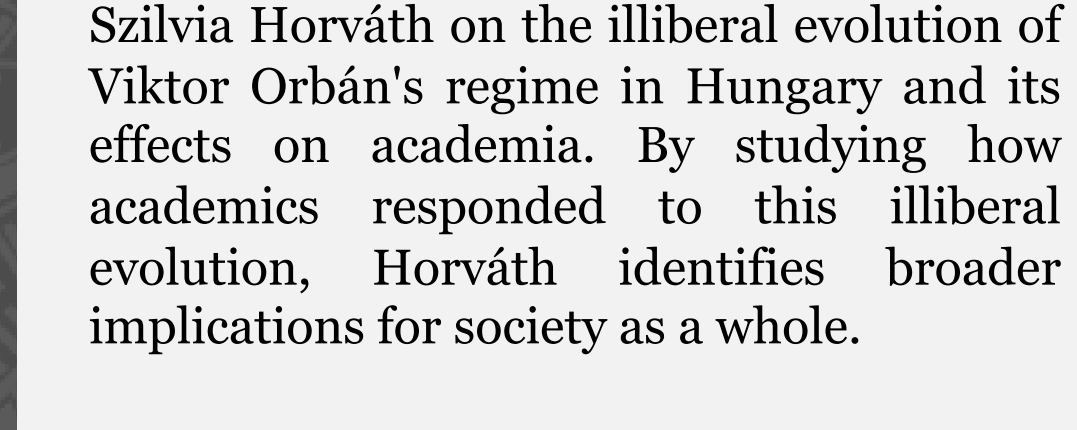 Szilvia Horváth on the illiberal evolution of
Viktor Orbán's regime in Hungary and its
effects on academia. By studying how
academics responded to this illiberal
evolution, Horváth identifies broader
implications for society as a whole.